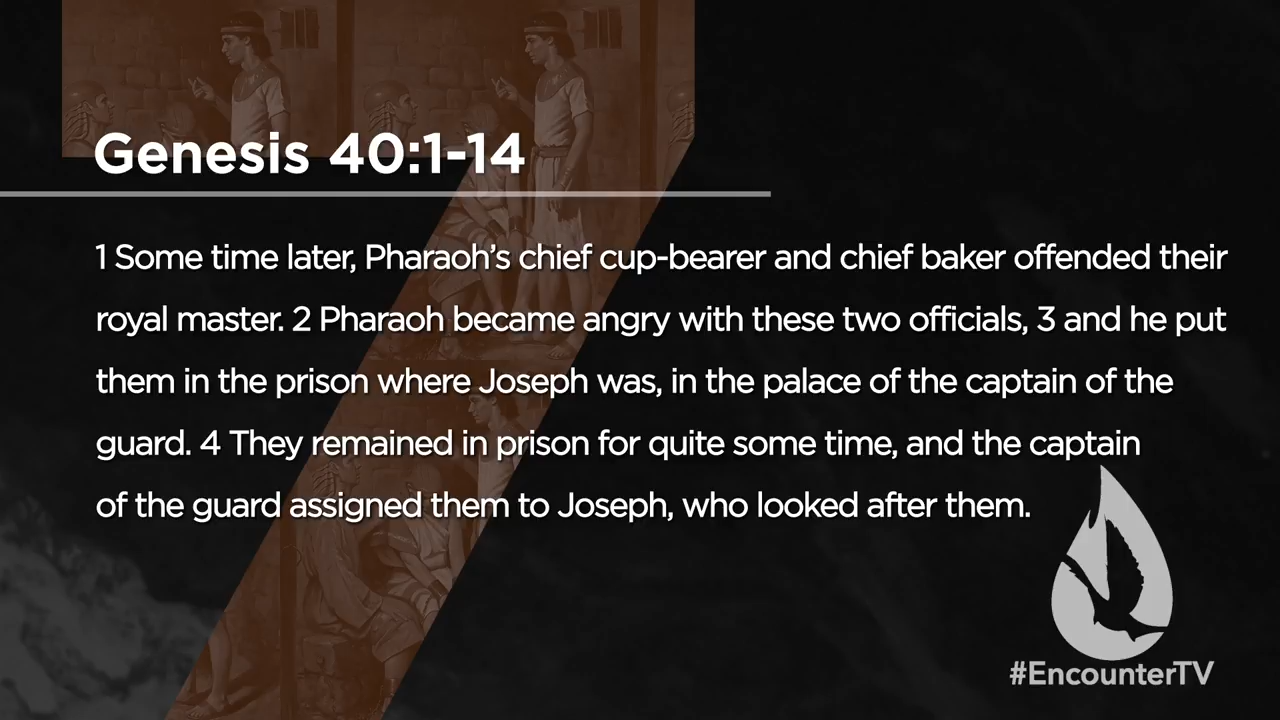 Genesis 40:1-14
1 Some time later, Pharaoh’s chief cup-bearer and chief baker offended their
royal master. 2 Pharaoh became angry with these two officials, 3 and he put
them in the prison where Joseph was, in the palace of the captain of the
guard. 4 They remained in prison for quite some time, and the captain
of the guard assigned them to Joseph, who looked after them.
#EncounterTV